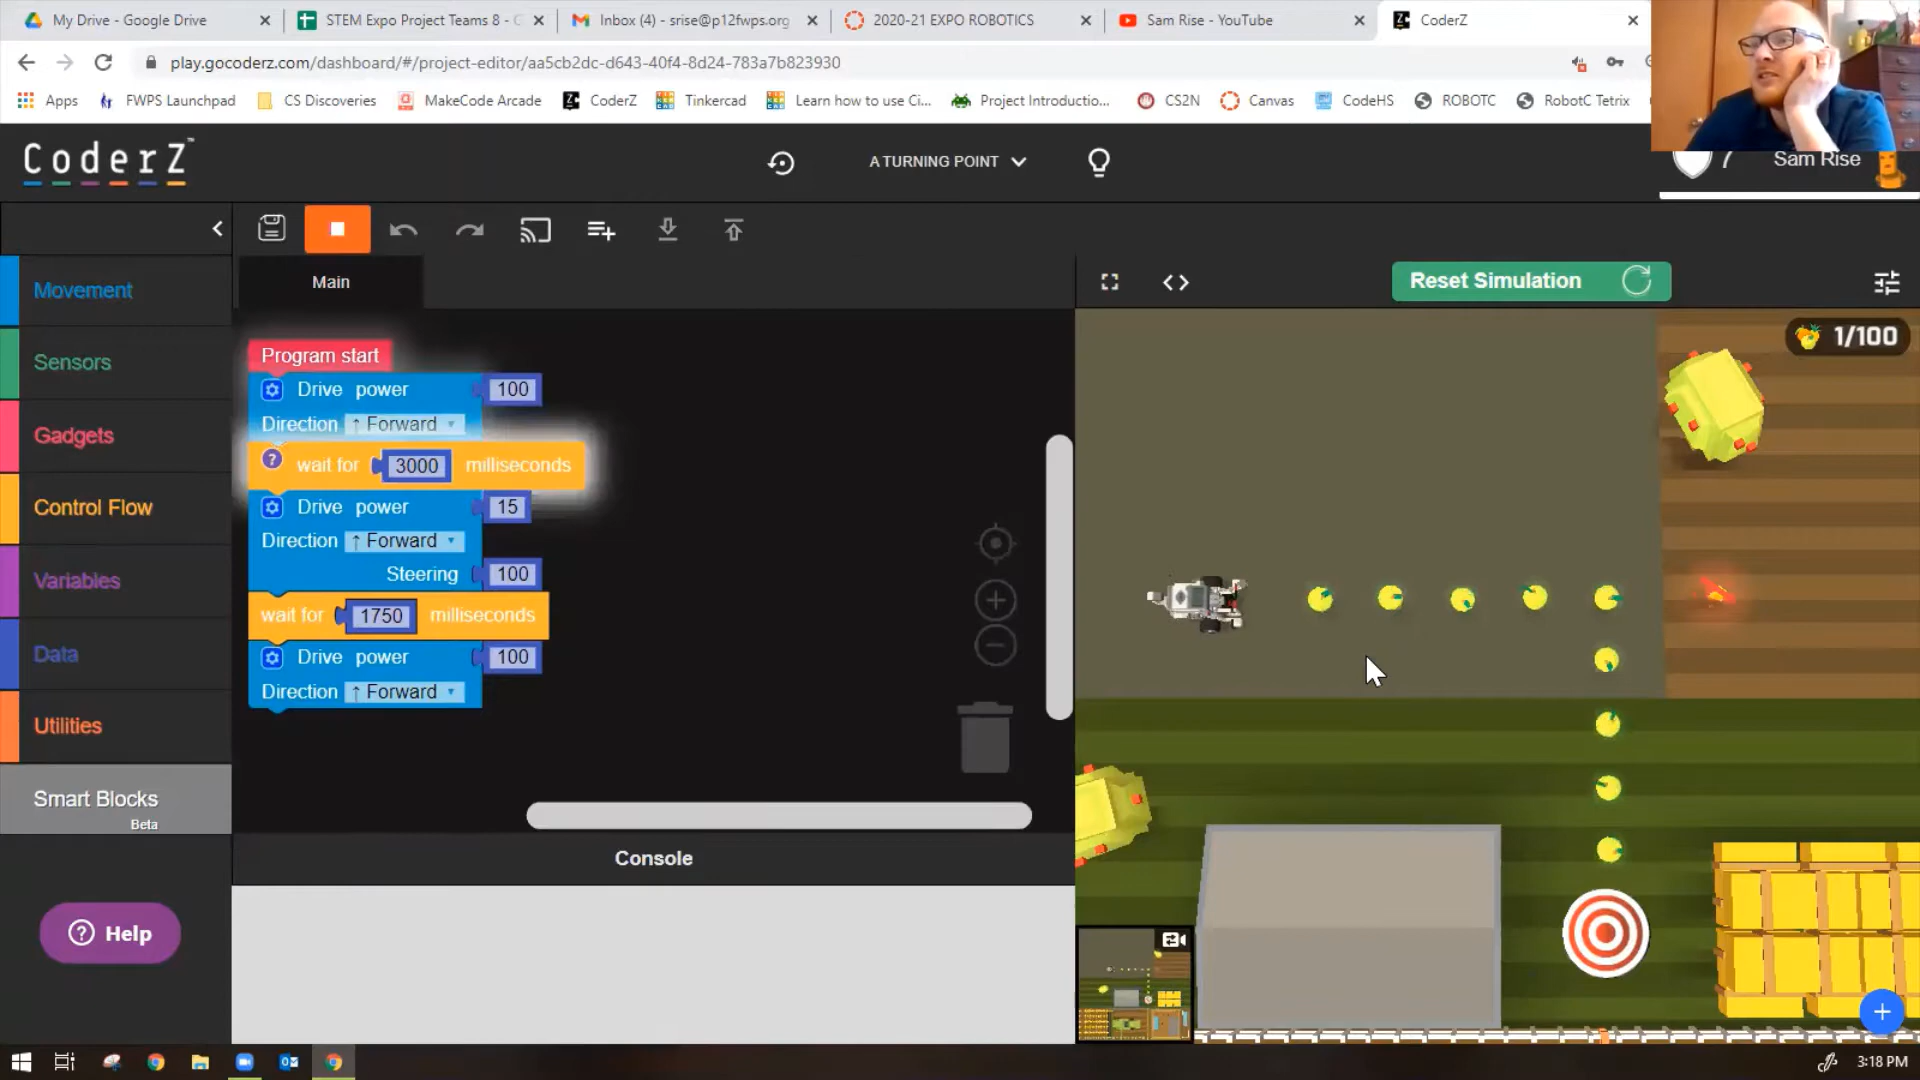 My Drive - Google Drive
STEM Expo Project Teams 8 - G
Inbox (4) - srise@p12fwps.org
2020-21 EXPO ROBOTICS
Sam Rise - YouTube
CoderZ
play.gocoderz.com/dashboard/#/project-editor/aa5cb2dc-d643-40f4-8d24-783a7b823930
Apps
FWPS Launchpad
CS Discoveries
MakeCode Arcade
CoderZ
Tinkercad
Learn how to use Ci...
Project Introductio...
CS2N
Canvas
CodeHS
ROBOTC
RobotC Tetrix
CoderZ™
A TURNING POINT
7
Sam Rise
Main
Reset Simulation
Movement
Sensors
Gadgets
Control Flow
Variables
Data
Utilities
Smart Blocks
Beta
Help
Program start
Drive power 100
Direction ↑ Forward
wait for 3000 milliseconds
Drive power 15
Direction ↑ Forward
Steering 100
wait for 1750 milliseconds
Drive power 100
Direction ↑ Forward
Console
1/100
3:18 PM